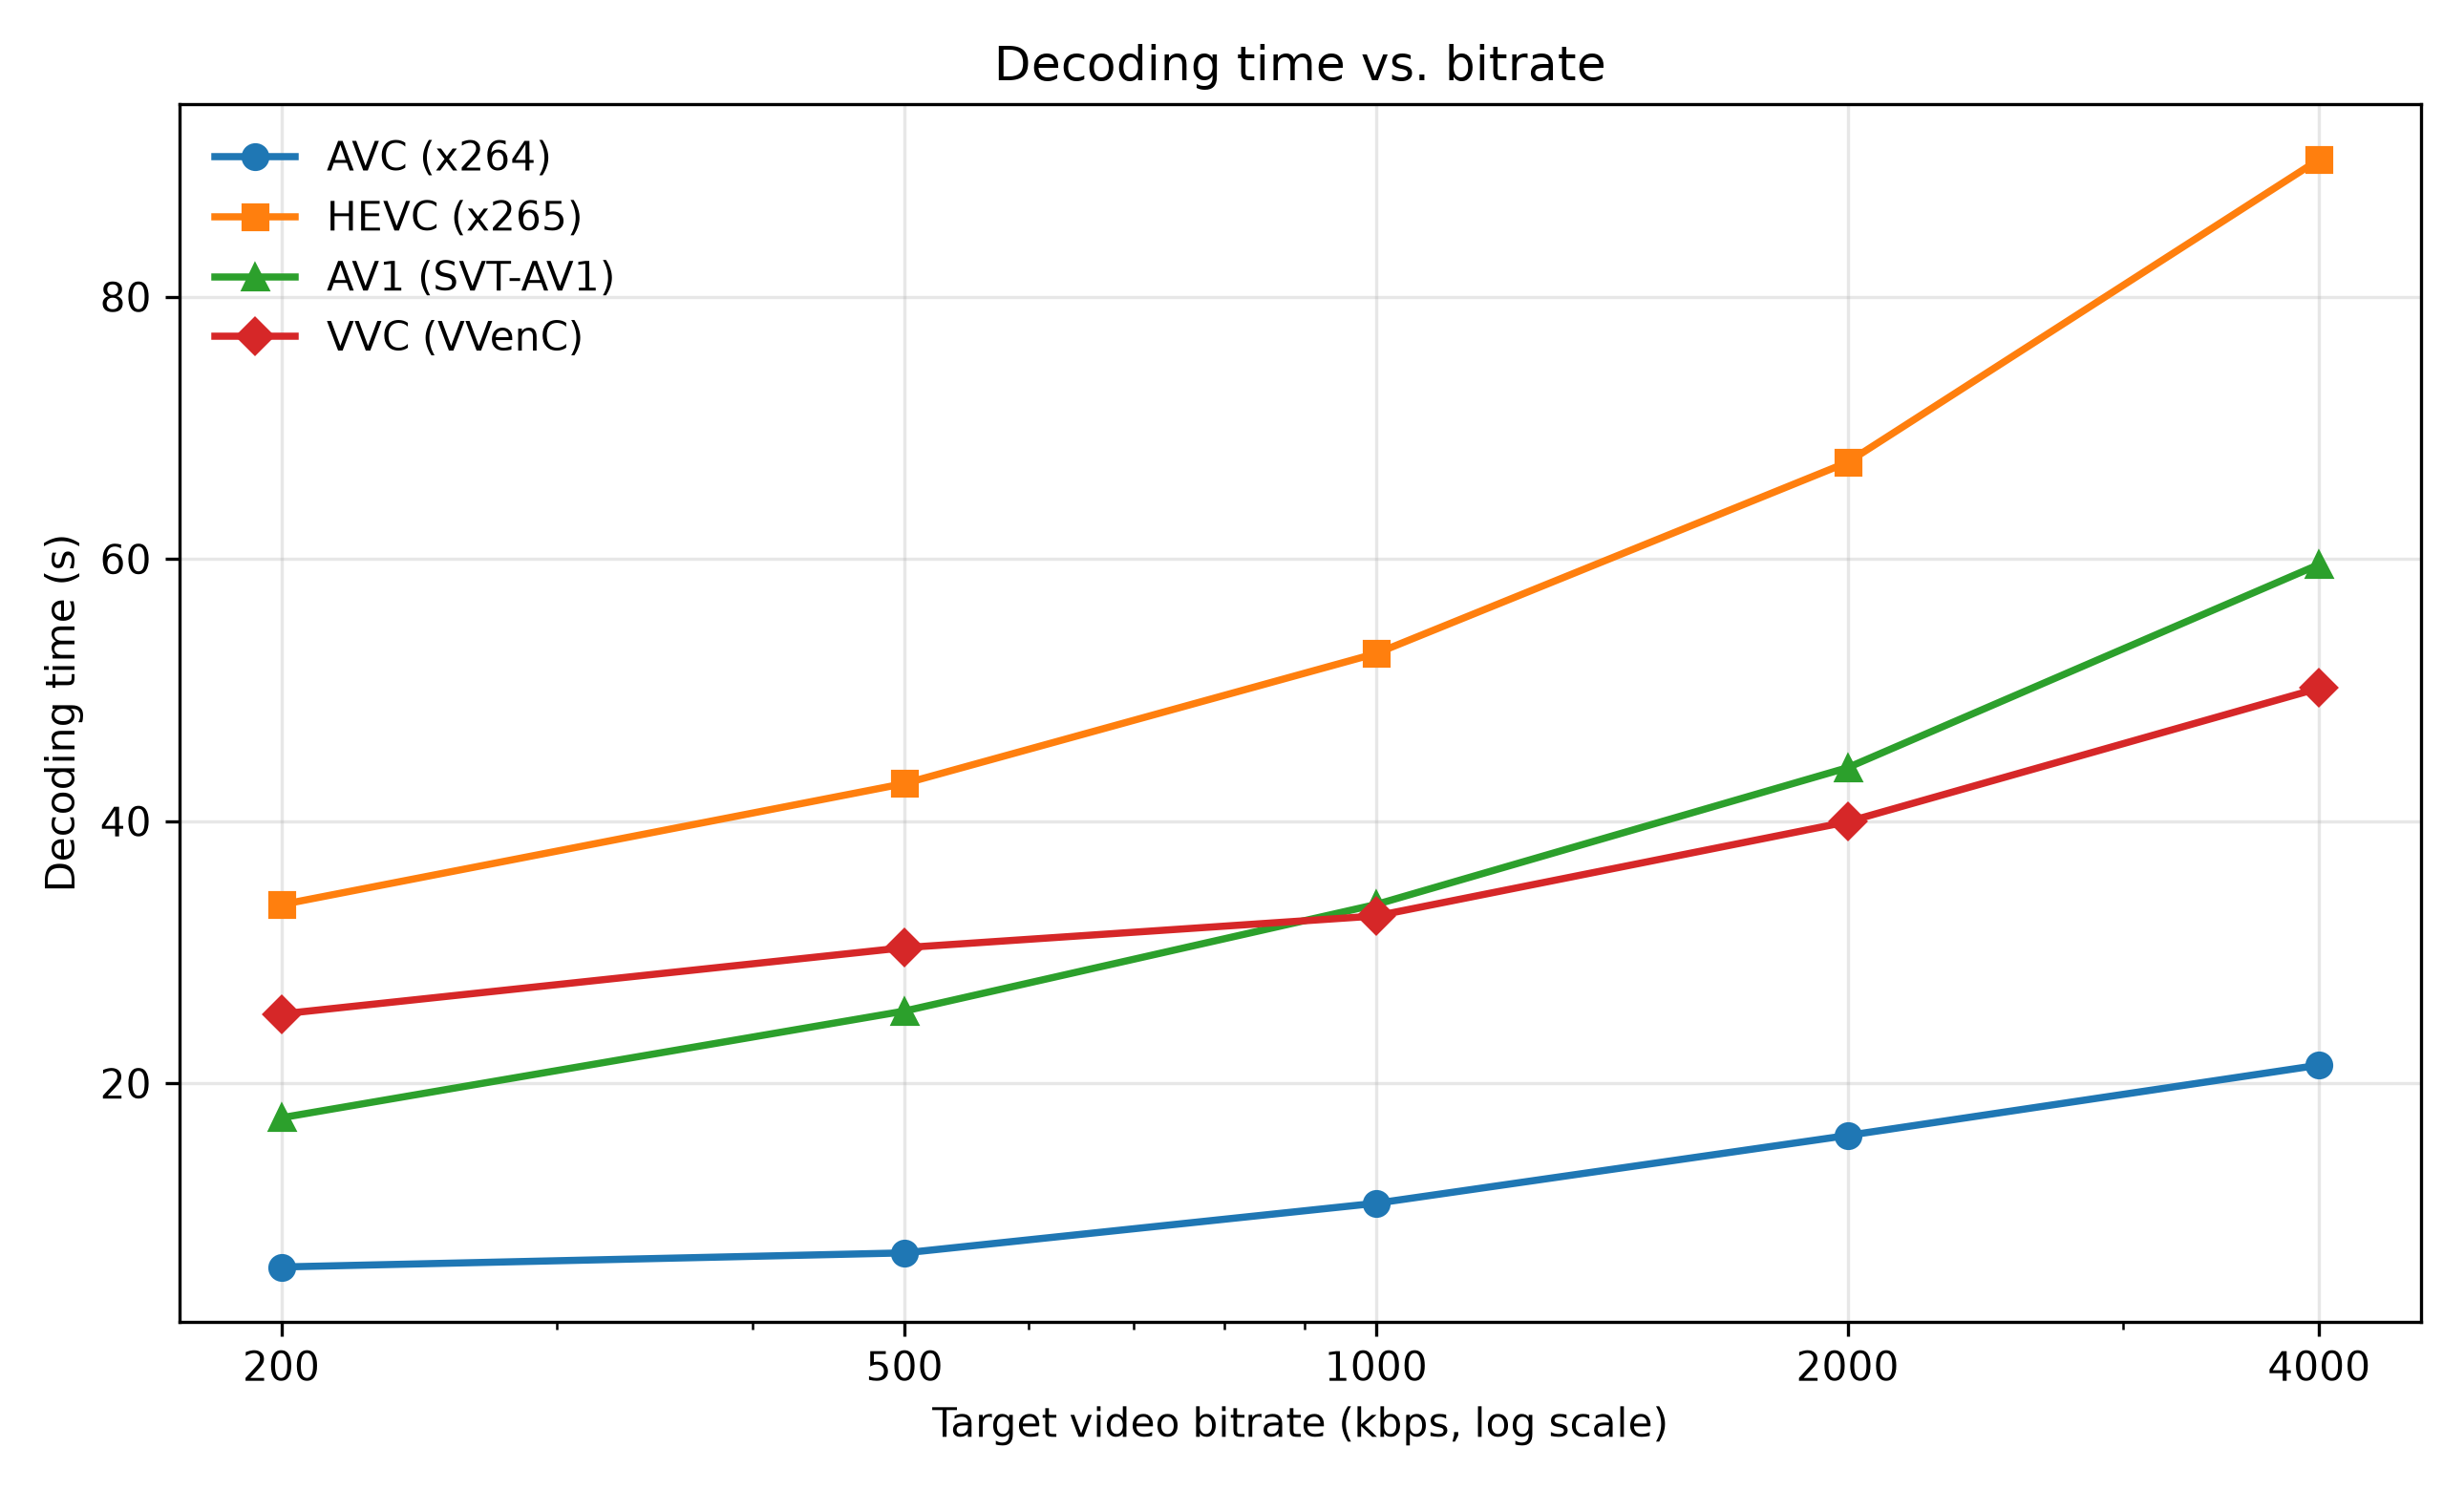 Decoding time vs. bitrate
AVC (x264)
HEVC (x265)
AV1 (SVT-AV1)
VVC (VVenC)
Decoding time (s)
80
60
40
20
200 500 1000 2000 4000
Target video bitrate (kbps, log scale)